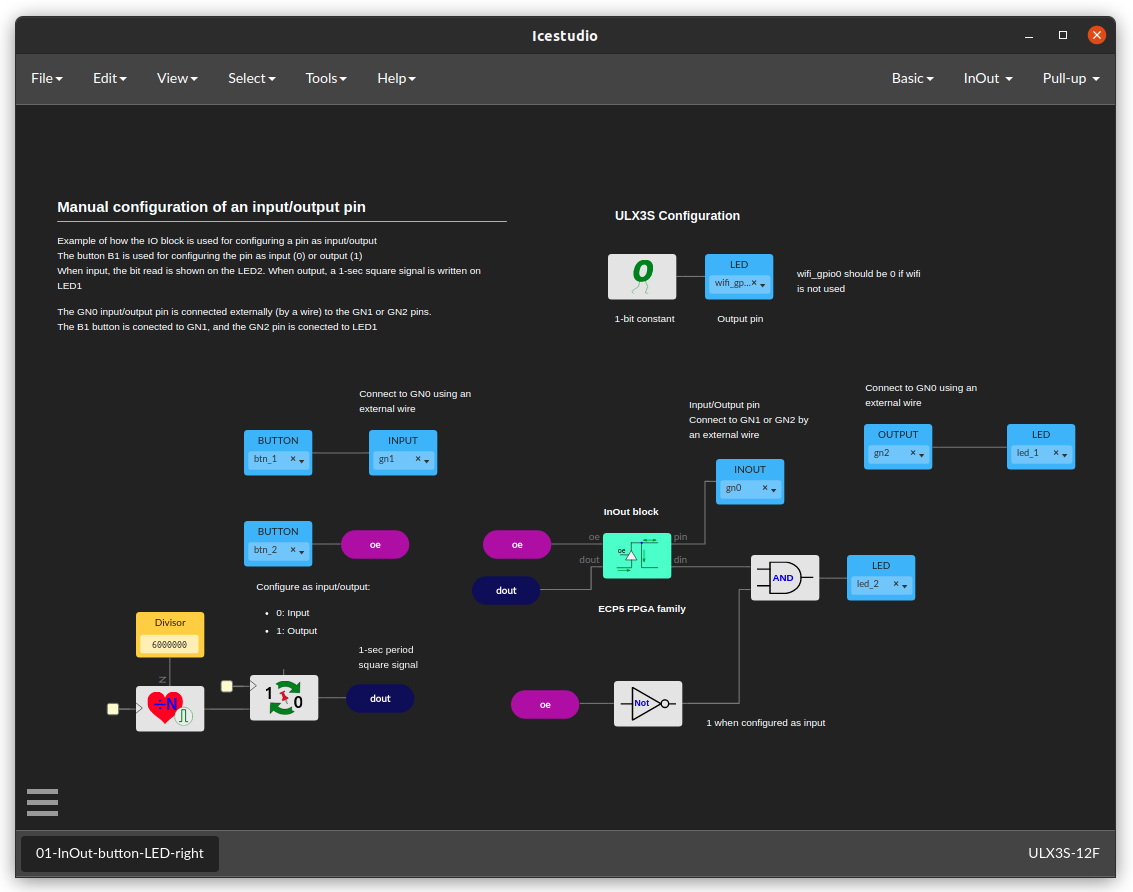 Icestudio
File Edit View Select Tools Help Basic InOut Pull-up
Manual configuration of an input/output pin
Example of how the IO block is used for configuring a pin as input/output
The button B1 is used for configuring the pin as input (0) or output (1)
When input, the bit read is shown on the LED2. When output, a 1-sec square signal is written on
LED1
The GN0 input/output pin is connected externally (by a wire) to the GN1 or GN2 pins.
The B1 button is conected to GN1, and the GN2 pin is conected to LED1
ULX3S Configuration
0
LED
wifi_gp...×
wifi_gpio0 should be 0 if wifi
is not used
1-bit constant
Output pin
Connect to GN0 using an
external wire
BUTTON
btn_1 ×
INPUT
gn1 ×
Input/Output pin
Connect to GN1 or GN2 by
an external wire
INOUT
gn0 ×
Connect to GN0 using an
external wire
OUTPUT
gn2 ×
LED
led_1 ×
BUTTON
btn_2 ×
oe
Configure as input/output:
• 0: Input
• 1: Output
InOut block
oe
oe
pin
dout
dout
din
oe
ECP5 FPGA family
AND
LED
led_2 ×
Divisor
6000000
N
÷N
1 0
1-sec period
square signal
dout
oe
Not
1 when configured as input
01-InOut-button-LED-right
ULX3S-12F